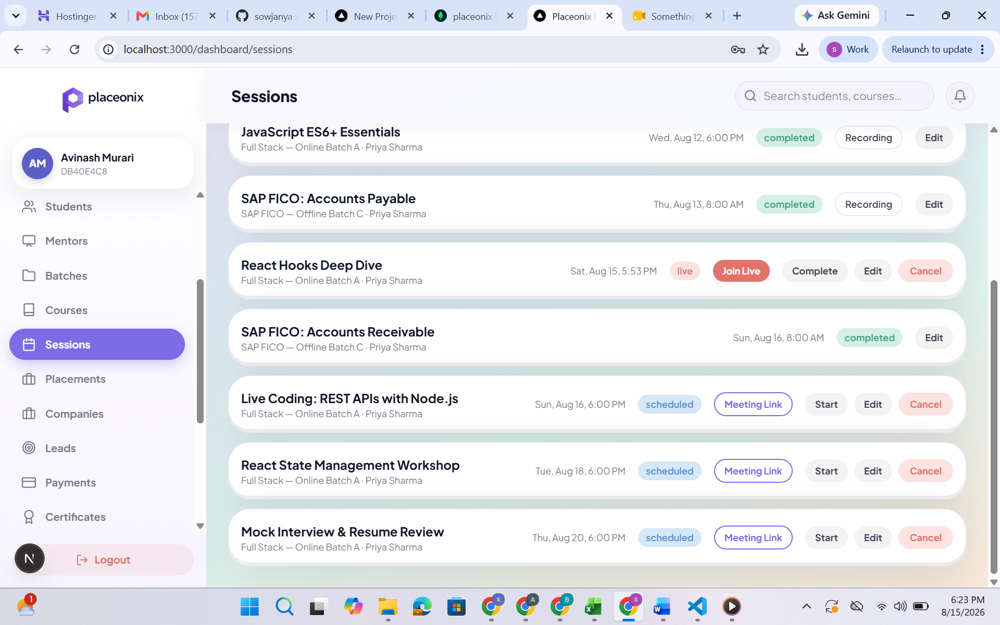 Hostinger
Inbox (157
sowjanya-
New Proje
placeonix
Placeonix
Something
Ask Gemini
localhost:3000/dashboard/sessions
S
Work
Relaunch to update
placeonix
Sessions
Search students, courses...
AM
Avinash Murari
DB40E4C8
Students
Mentors
Batches
Courses
Sessions
Placements
Companies
Leads
Payments
Certificates
N
Logout
JavaScript ES6+ Essentials
Full Stack — Online Batch A · Priya Sharma
Wed, Aug 12, 6:00 PM
completed
Recording
Edit
SAP FICO: Accounts Payable
SAP FICO — Offline Batch C · Priya Sharma
Thu, Aug 13, 8:00 AM
completed
Recording
Edit
React Hooks Deep Dive
Full Stack — Online Batch A · Priya Sharma
Sat, Aug 15, 5:53 PM
live
Join Live
Complete
Edit
Cancel
SAP FICO: Accounts Receivable
SAP FICO — Offline Batch C · Priya Sharma
Sun, Aug 16, 8:00 AM
completed
Edit
Live Coding: REST APIs with Node.js
Full Stack — Online Batch A · Priya Sharma
Sun, Aug 16, 6:00 PM
scheduled
Meeting Link
Start
Edit
Cancel
React State Management Workshop
Full Stack — Online Batch A · Priya Sharma
Tue, Aug 18, 6:00 PM
scheduled
Meeting Link
Start
Edit
Cancel
Mock Interview & Resume Review
Full Stack — Online Batch A · Priya Sharma
Thu, Aug 20, 6:00 PM
scheduled
Meeting Link
Start
Edit
Cancel
1
S
A
B
S
6:23 PM
8/15/2026